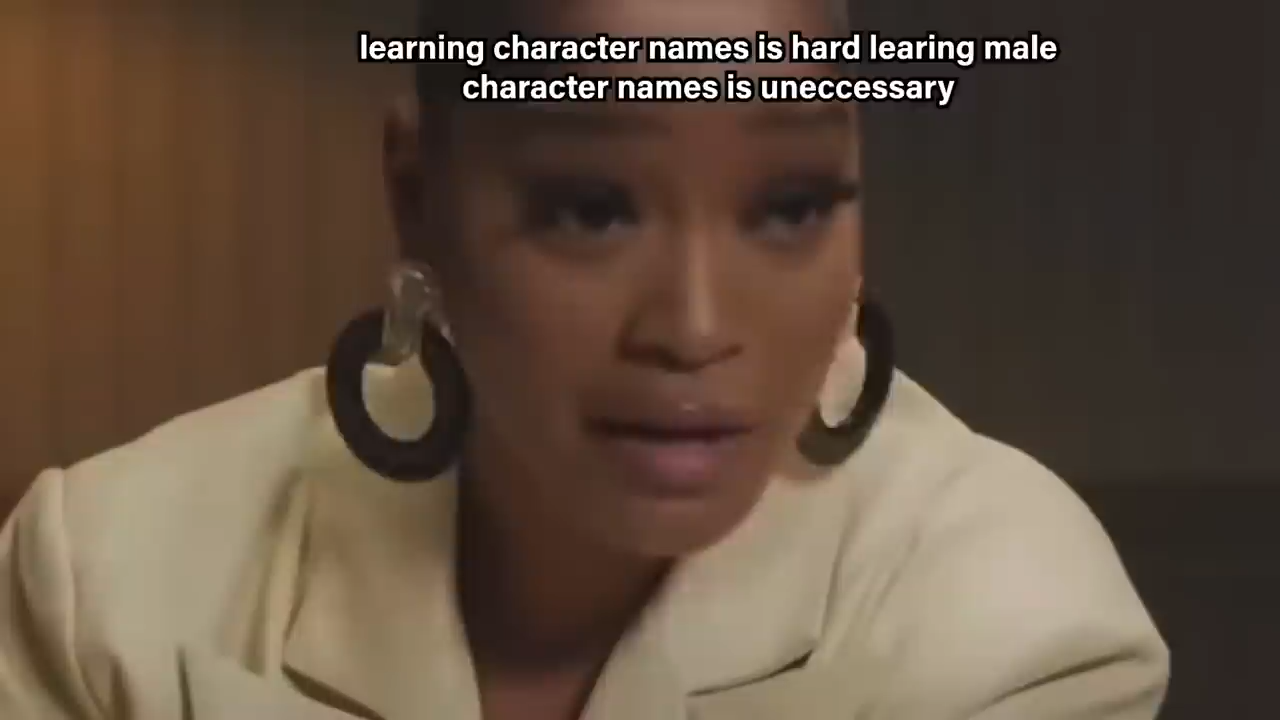 learning character names is hard learing male
character names is uneccessary